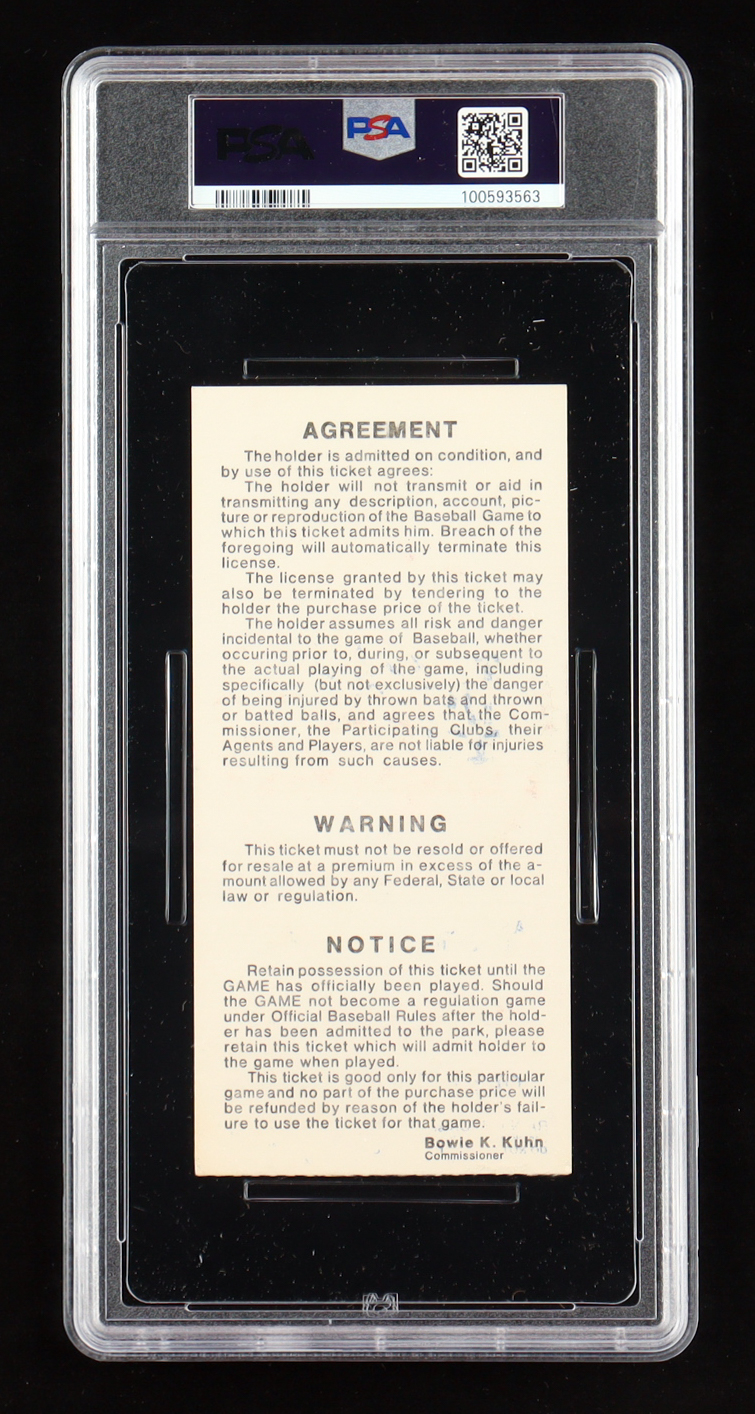 PSA
PSA
100593563
AGREEMENT
The holder is admitted on condition, and
by use of this ticket agrees:
The holder will not transmit or aid in
transmitting any description, account, pic-
ture or reproduction of the Baseball Game to
which this ticket admits him. Breach of the
foregoing will automatically terminate this
license.
The license granted by this ticket may
also be terminated by tendering to the
holder the purchase price of the ticket.
The holder assumes all risk and danger
incidental to the game of Baseball, whether
occuring prior to, during, or subsequent to
the actual playing of the game, including
specifically (but not exclusively) the danger
of being injured by thrown bats and thrown
or batted balls, and agrees that the Com-
missioner, the Participating Clubs, their
Agents and Players, are not liable for injuries
resulting from such causes.
WARNING
This ticket must not be resold or offered
for resale at a premium in excess of the a-
mount allowed by any Federal, State or local
law or regulation.
NOTICE
Retain possession of this ticket until the
GAME has officially been played. Should
the GAME not become a regulation game
under Official Baseball Rules after the hold-
er has been admitted to the park, please
retain this ticket which will admit holder to
the game when played.
This ticket is good only for this particular
game and no part of the purchase price will
be refunded by reason of the holder's fail-
ure to use the ticket for that game.
Bowie K. Kuhn
Commissioner